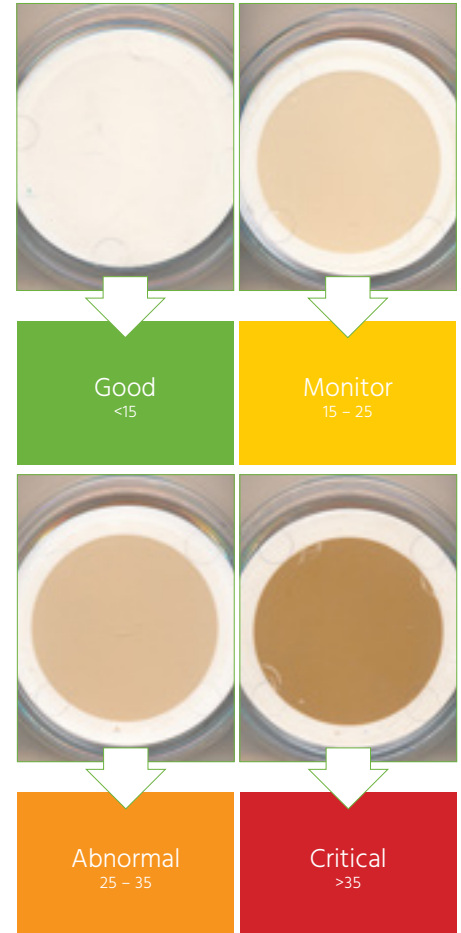 Good
<15
Monitor
15 – 25
Abnormal
25 – 35
Critical
>35